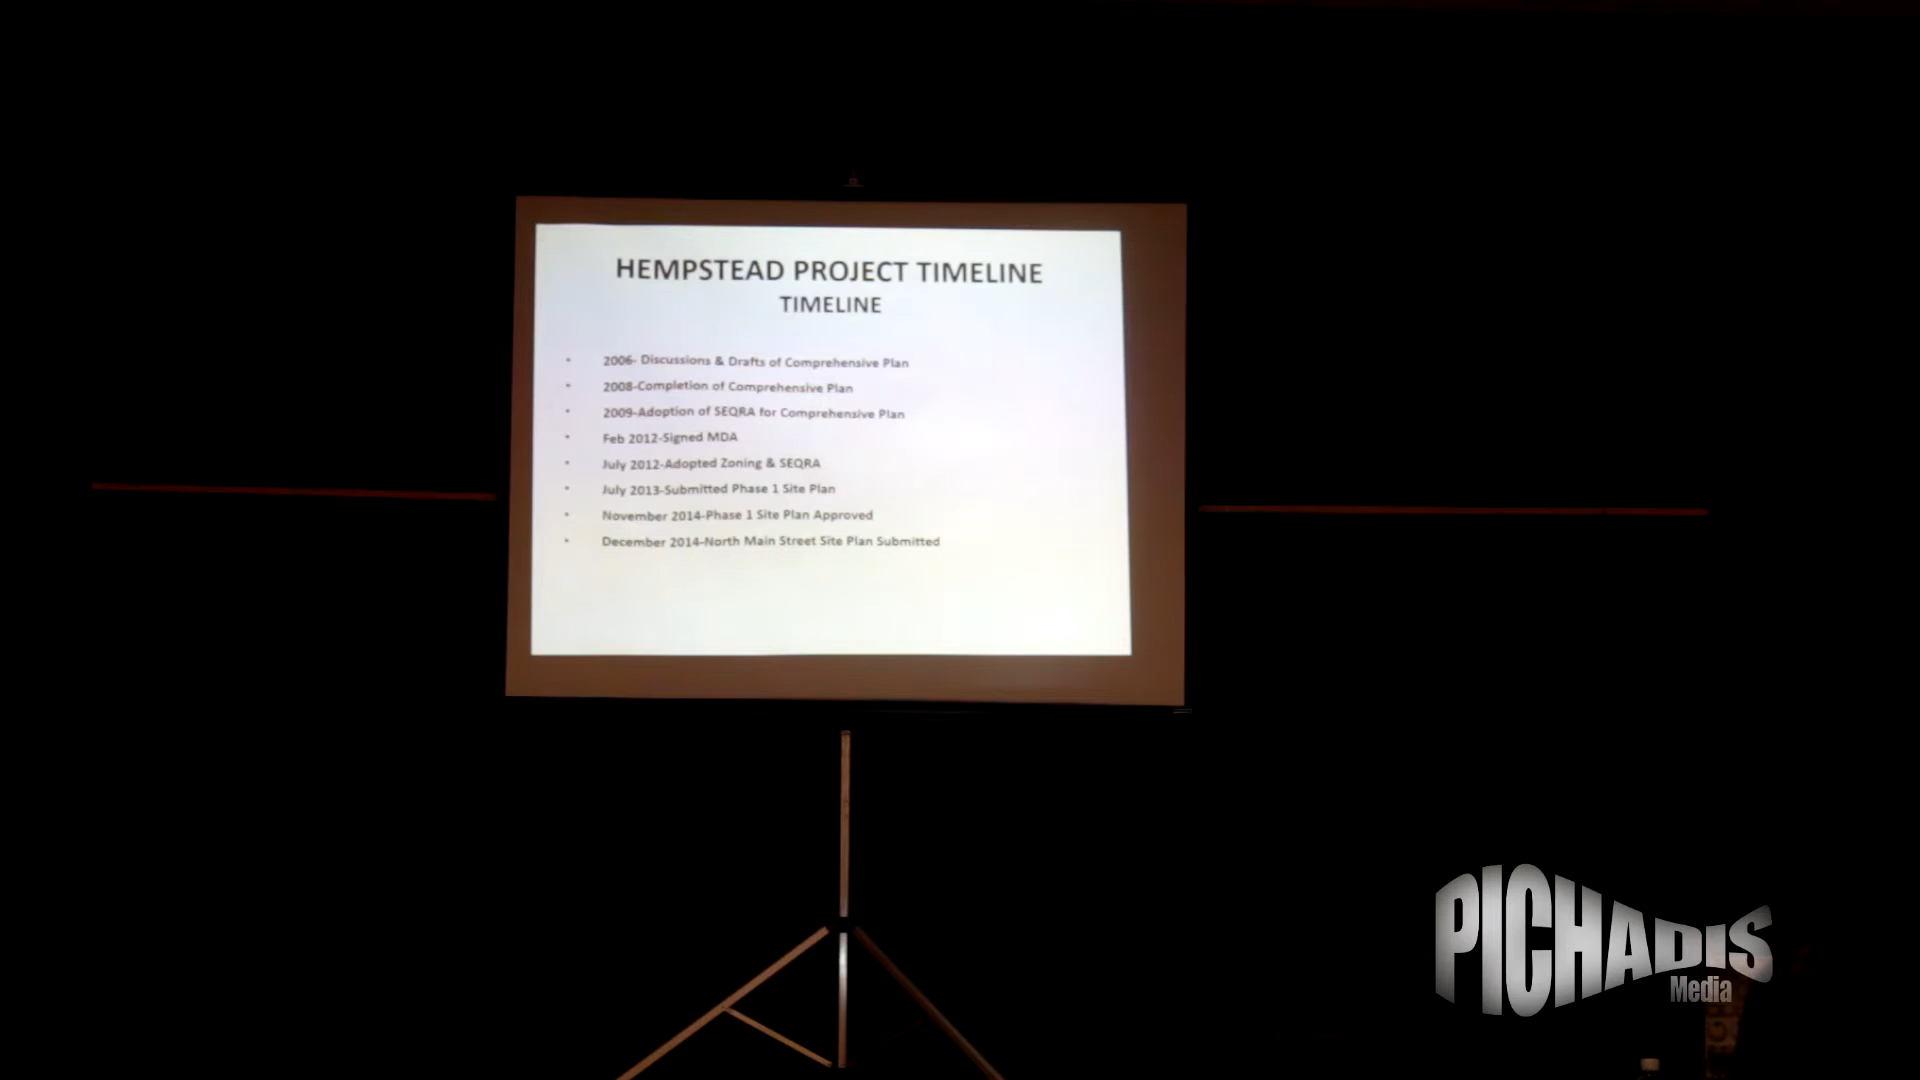 HEMPSTEAD PROJECT TIMELINE
TIMELINE
• 2006- Discussions & Drafts of Comprehensive Plan
• 2008-Completion of Comprehensive Plan
• 2009-Adoption of SEQRA for Comprehensive Plan
• Feb 2012-Signed MDA
• July 2012-Adopted Zoning & SEQRA
• July 2013-Submitted Phase 1 Site Plan
• November 2014-Phase 1 Site Plan Approved
• December 2014-North Main Street Site Plan Submitted
PICHADIS
Media